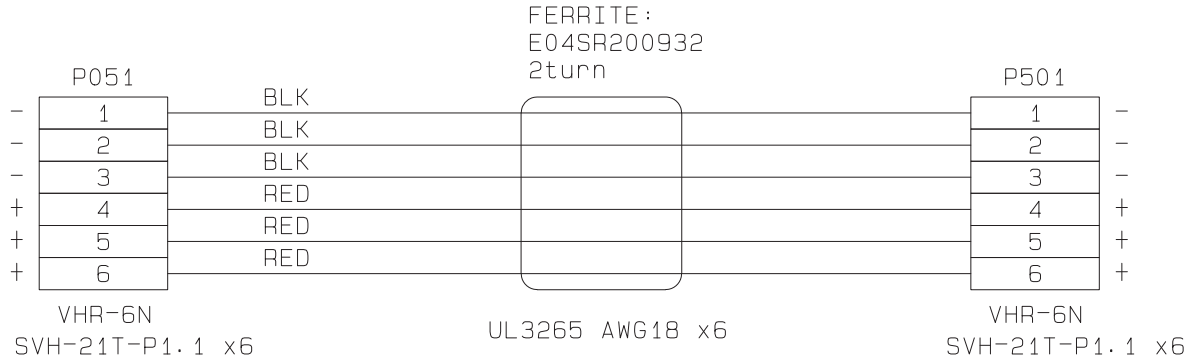 FERRITE:
E04SR200932
2turn
P051
P501
- 1 BLK 1 -
- 2 BLK 2 -
- 3 BLK 3 -
+ 4 RED 4 +
+ 5 RED 5 +
+ 6 RED 6 +
VHR-6N
SVH-21T-P1.1 x6
UL3265 AWG18 x6
VHR-6N
SVH-21T-P1.1 x6